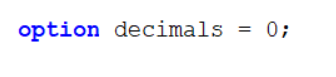 option decimals = 0;